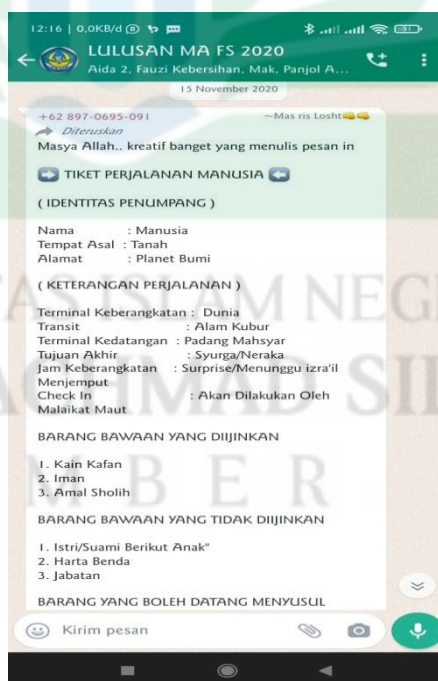 12:16 | 0,0KB/d
31
LULUSAN MA FS 2020
Aida 2, Fauzi Kebersihan, Mak, Panjol A...
15 November 2020
+62 897-0695-091 ~Mas ris Losht
Diteruskan
Masya Allah.. kreatif banget yang menulis pesan in
TIKET PERJALANAN MANUSIA
( IDENTITAS PENUMPANG )
Nama : Manusia
Tempat Asal : Tanah
Alamat : Planet Bumi
( KETERANGAN PERJALANAN )
Terminal Keberangkatan : Dunia
Transit : Alam Kubur
Terminal Kedatangan : Padang Mahsyar
Tujuan Akhir : Syurga/Neraka
Jam Keberangkatan : Surprise/Menunggu izra'il
Menjemput
Check In : Akan Dilakukan Oleh
Malaikat Maut
BARANG BAWAAN YANG DIIJINKAN
1. Kain Kafan
2. Iman
3. Amal Sholih
BARANG BAWAAN YANG TIDAK DIIJINKAN
1. Istri/Suami Berikut Anak"
2. Harta Benda
3. Jabatan
BARANG YANG BOLEH DATANG MENYUSUL
Kirim pesan